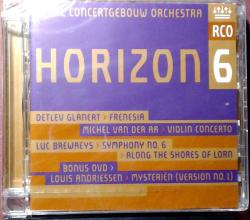 CONCERTGEBOUW ORCHESTRA
RCO
HORIZON 6
DETLEV GLANERT > FRENESIA
MICHEL VAN DER AA > VIOLIN CONCERTO
LUC BREWAEYS > SYMPHONY NO. 6
> ALONG THE SHORES OF LORN
BONUS DVD >
LOUIS ANDRIESSEN > MYSTERIËN (VERSION NO.1)